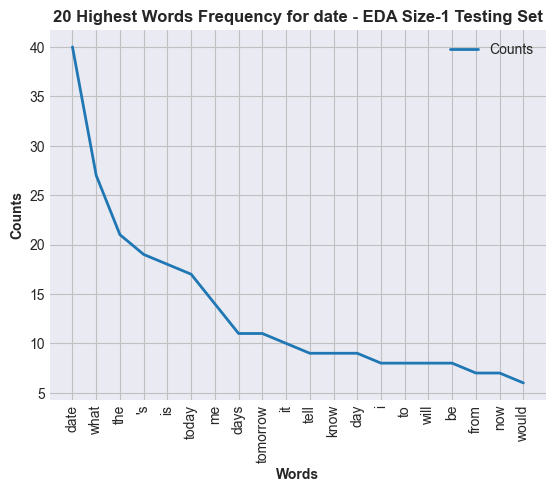 20 Highest Words Frequency for date - EDA Size-1 Testing Set
Counts
40
35
30
25
20
15
10
5
Counts
date
what
the
's
is
today
me
days
tomorrow
it
tell
know
day
i
to
will
be
from
now
would
Words